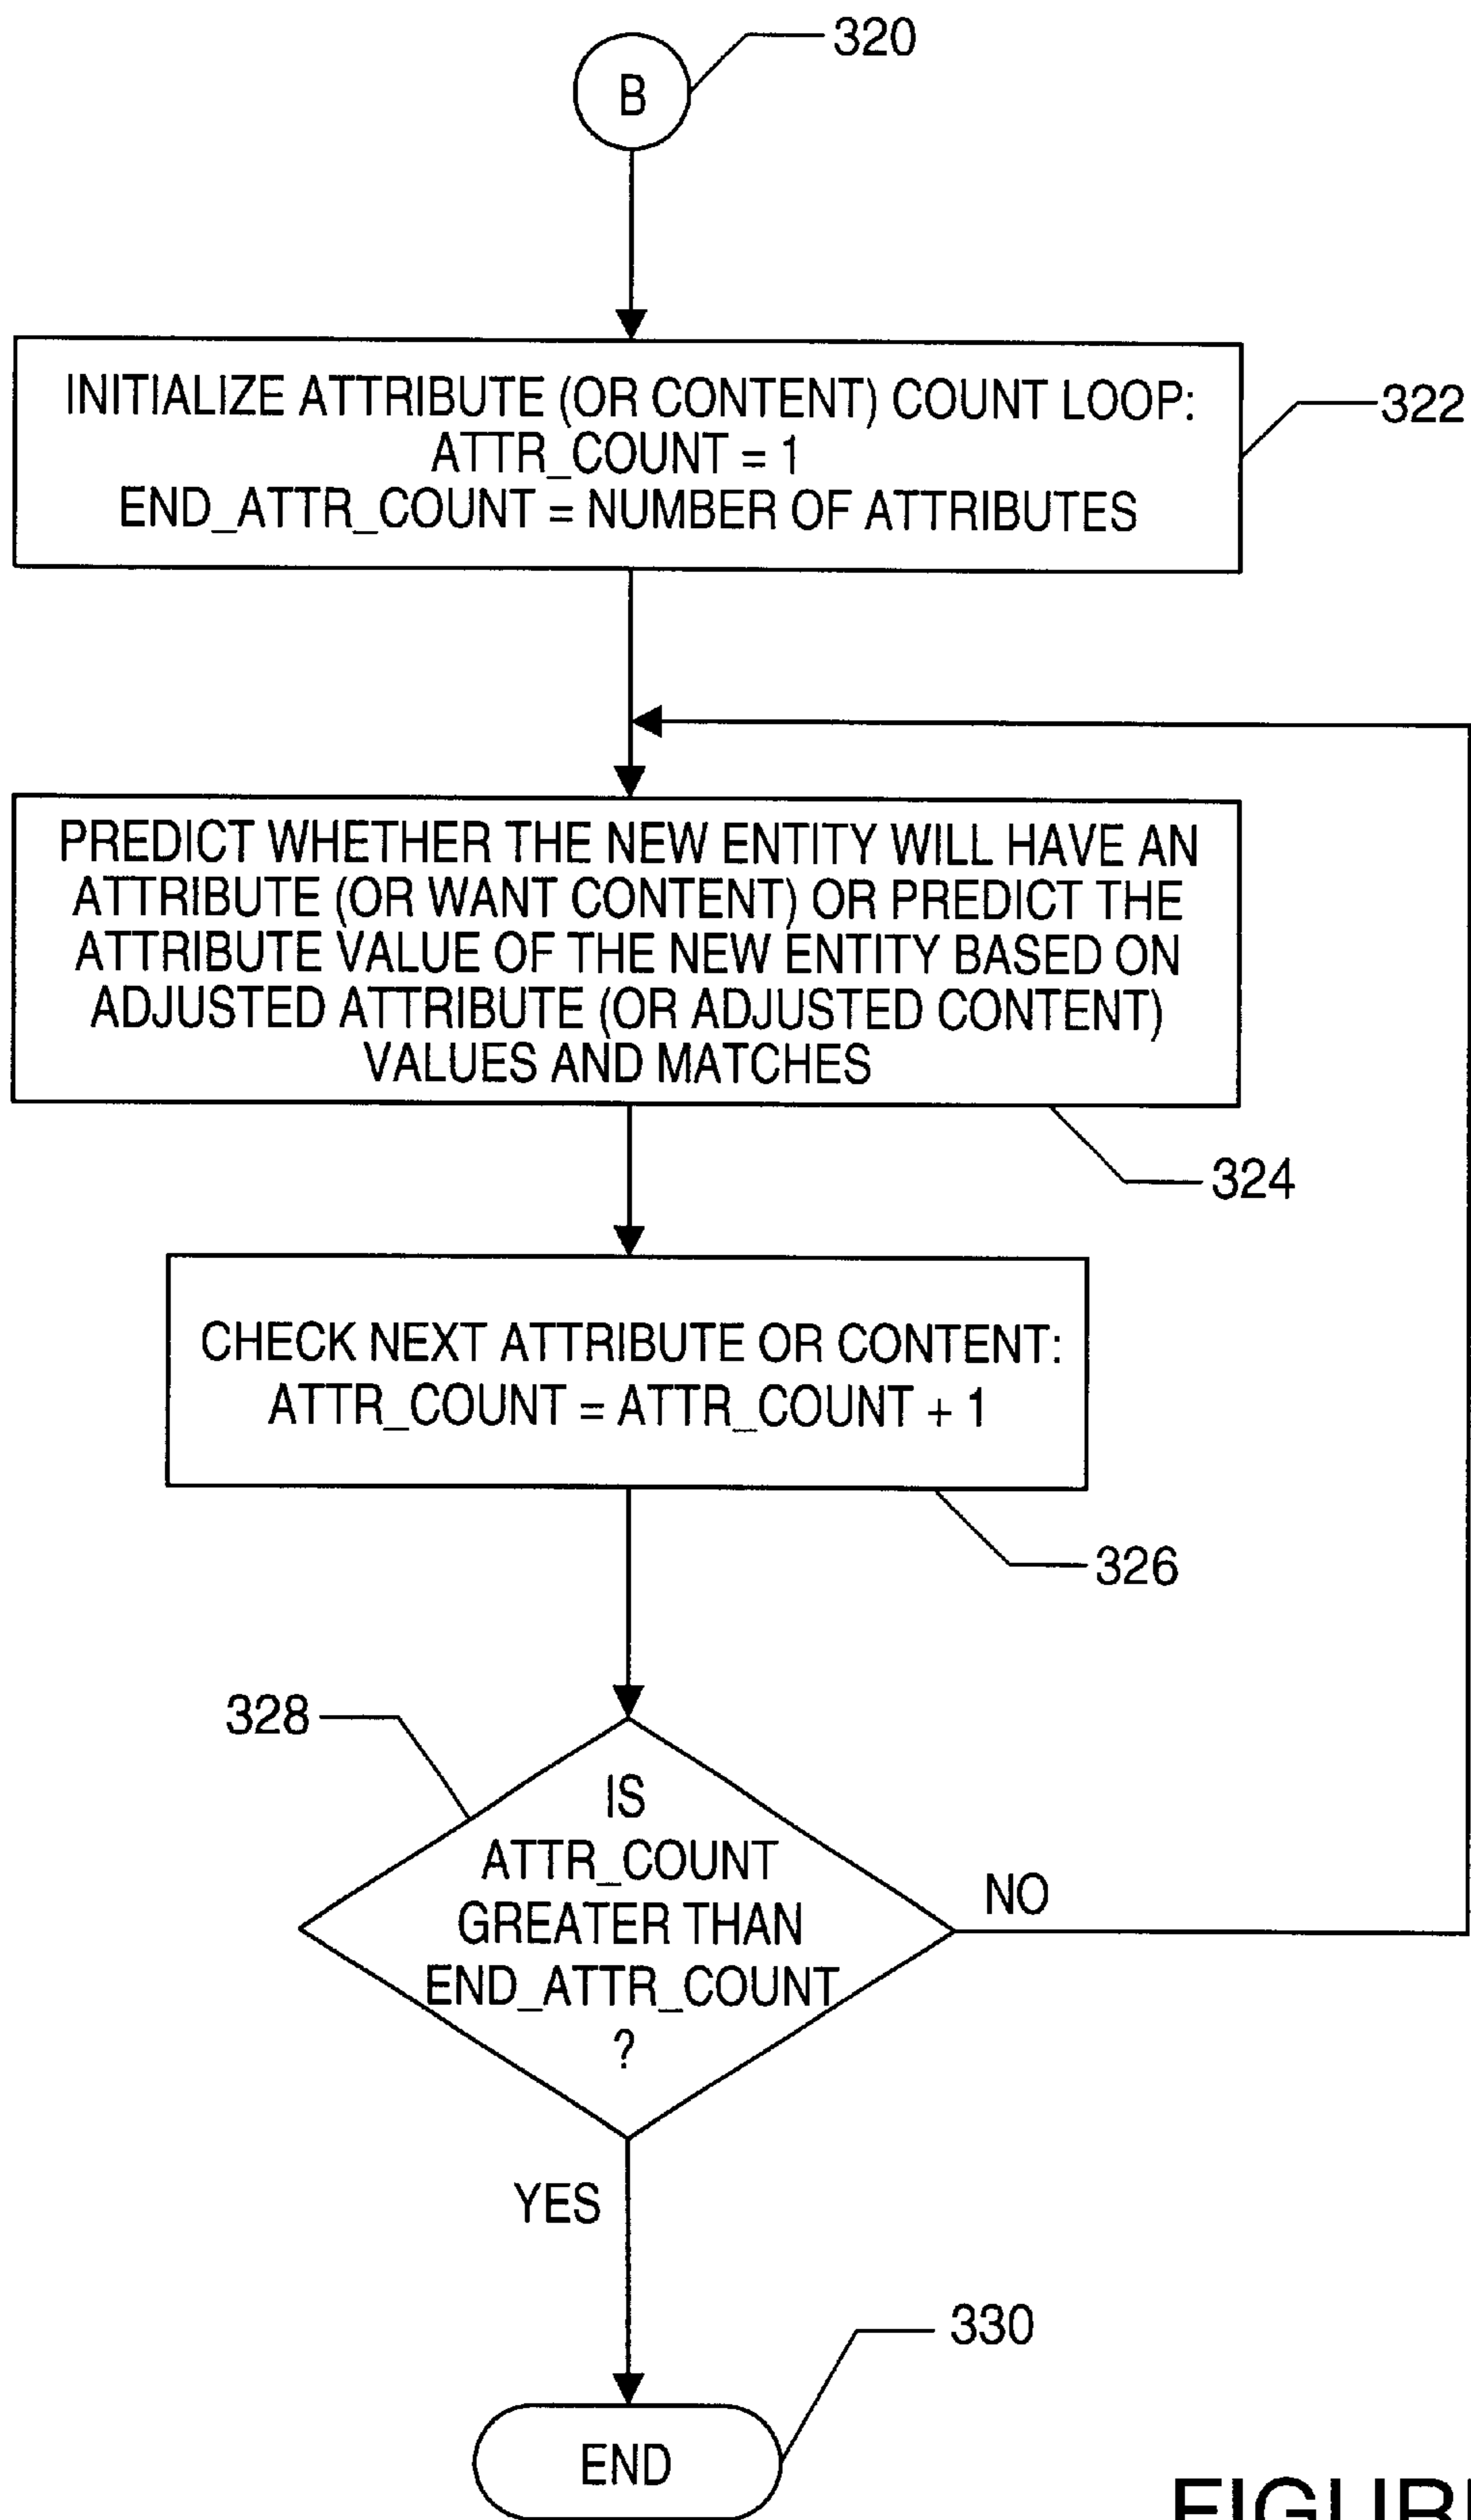 320
B
INITIALIZE ATTRIBUTE (OR CONTENT) COUNT LOOP:
ATTR_COUNT = 1
END_ATTR_COUNT = NUMBER OF ATTRIBUTES
322
PREDICT WHETHER THE NEW ENTITY WILL HAVE AN
ATTRIBUTE (OR WANT CONTENT) OR PREDICT THE
ATTRIBUTE VALUE OF THE NEW ENTITY BASED ON
ADJUSTED ATTRIBUTE (OR ADJUSTED CONTENT)
VALUES AND MATCHES
324
CHECK NEXT ATTRIBUTE OR CONTENT:
ATTR_COUNT = ATTR_COUNT + 1
326
328
IS
ATTR_COUNT
GREATER THAN
END_ATTR_COUNT
?
NO
YES
330
END